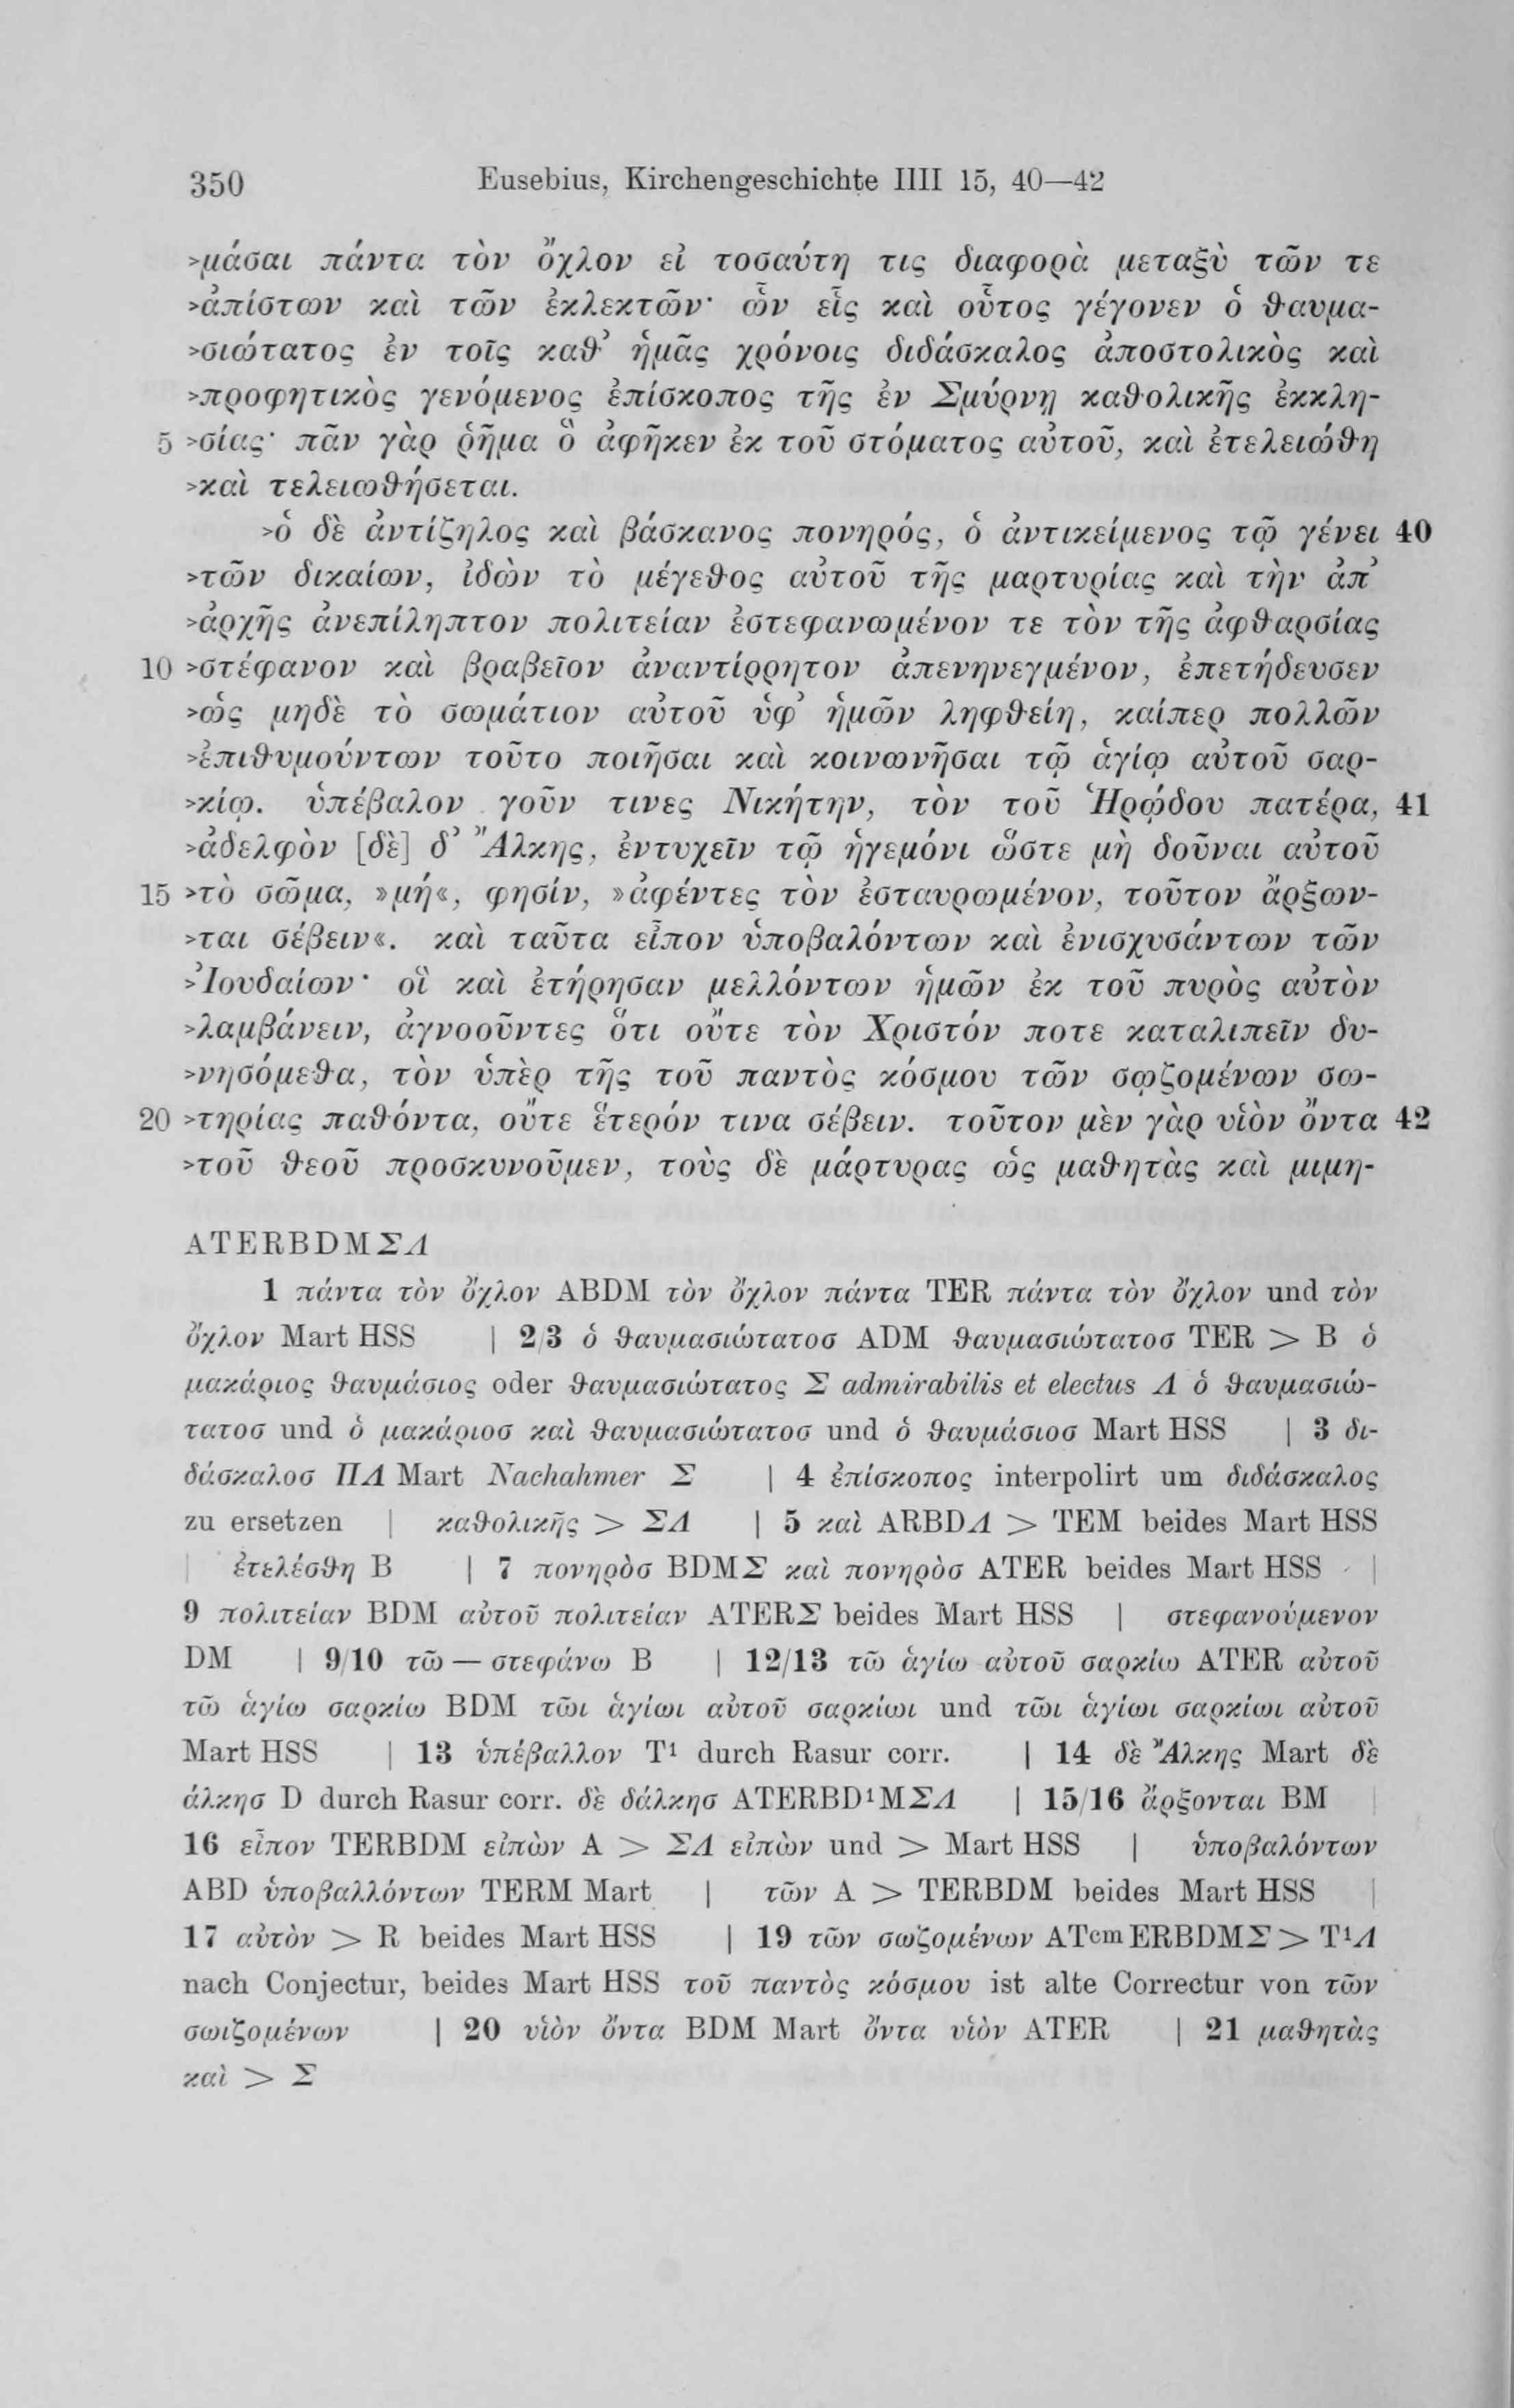 350 Eusebius, Kirchengeschichte IIII 15, 40—42
>μάσαι πάντα τὸν ὄχλον εἰ τοσαύτη τις διαφορὰ μεταξὺ τῶν τε
>ἀπίστων καὶ τῶν ἐκλεκτῶν· ὧν εἷς καὶ οὗτος γέγονεν ὁ θαυμα-
>σιώτατος ἐν τοῖς καθ᾽ ἡμᾶς χρόνοις διδάσκαλος ἀποστολικὸς καὶ
>προφητικὸς γενόμενος ἐπίσκοπος τῆς ἐν Σμύρνῃ καθολικῆς ἐκκλη-
5 >σίας· πᾶν γὰρ ῥῆμα ὃ ἀφῆκεν ἐκ τοῦ στόματος αὐτοῦ, καὶ ἐτελειώθη
>καὶ τελειωθήσεται.
>ὁ δὲ ἀντίζηλος καὶ βάσκανος πονηρός, ὁ ἀντικείμενος τῷ γένει 40
>τῶν δικαίων, ἰδὼν τὸ μέγεθος αὐτοῦ τῆς μαρτυρίας καὶ τὴν ἀπ᾽
>ἀρχῆς ἀνεπίληπτον πολιτείαν ἐστεφανωμένον τε τὸν τῆς ἀφθαρσίας
10 >στέφανον καὶ βραβεῖον ἀναντίρρητον ἀπενηνεγμένον, ἐπετήδευσεν
>ὡς μηδὲ τὸ σωμάτιον αὐτοῦ ὑφ᾽ ἡμῶν ληφθείη, καίπερ πολλῶν
>ἐπιθυμούντων τοῦτο ποιῆσαι καὶ κοινωνῆσαι τῷ ἁγίῳ αὐτοῦ σαρ-
>κίῳ. ὑπέβαλον γοῦν τινες Νικήτην, τὸν τοῦ Ἡρῴδου πατέρα, 41
>ἀδελφὸν [δὲ] δ᾽ Ἄλκης, ἐντυχεῖν τῷ ἡγεμόνι ὥστε μὴ δοῦναι αὐτοῦ
15 >τὸ σῶμα, »μή«, φησίν, »ἀφέντες τὸν ἐσταυρωμένον, τοῦτον ἄρξων-
>ται σέβειν«. καὶ ταῦτα εἶπον ὑποβαλόντων καὶ ἐνισχυσάντων τῶν
>Ἰουδαίων· οἳ καὶ ἐτήρησαν μελλόντων ἡμῶν ἐκ τοῦ πυρὸς αὐτὸν
>λαμβάνειν, ἀγνοοῦντες ὅτι οὔτε τὸν Χριστόν ποτε καταλιπεῖν δυ-
>νησόμεθα, τὸν ὑπὲρ τῆς τοῦ παντὸς κόσμου τῶν σῳζομένων σω-
20 >τηρίας παθόντα, οὔτε ἕτερόν τινα σέβειν. τοῦτον μὲν γὰρ υἱὸν ὄντα 42
>τοῦ θεοῦ προσκυνοῦμεν, τοὺς δὲ μάρτυρας ὡς μαθητὰς καὶ μιμη-
ATERBDMΣΛ
1 πάντα τὸν ὄχλον ABDM τὸν ὄχλον πάντα TER πάντα τὸν ὄχλον und τὸν
ὄχλον Mart HSS | 2/3 ὁ θαυμασιώτατοσ ADM θαυμασιώτατοσ TER > B ὁ
μακάριος θαυμάσιος oder θαυμασιώτατος Σ admirabilis et electus Λ ὁ θαυμασιώ-
τατοσ und ὁ μακάριοσ καὶ θαυμασιώτατοσ und ὁ θαυμάσιοσ Mart HSS | 3 δι-
δάσκαλοσ ΠΛ Mart Nachahmer Σ | 4 ἐπίσκοπος interpolirt um διδάσκαλος
zu ersetzen | καθολικῆς > ΣΛ | 5 καὶ ARBDΛ > TEM beides Mart HSS
| ἐτελέσθη B | 7 πονηρὸσ BDMΣ καὶ πονηρὸσ ATER beides Mart HSS |
9 πολιτείαν BDM αὐτοῦ πολιτείαν ATERΣ beides Mart HSS | στεφανούμενον
DM | 9/10 τῶ — στεφάνω B | 12/13 τῶ ἁγίω αὐτοῦ σαρκίω ATER αὐτοῦ
τῶ ἁγίω σαρκίω BDM τῶι ἁγίωι αὐτοῦ σαρκίωι und τῶι ἁγίωι σαρκίωι αὐτοῦ
Mart HSS | 13 ὑπέβαλλον T¹ durch Rasur corr. | 14 δὲ Ἄλκης Mart δὲ
ἄλκησ D durch Rasur corr. δὲ δάλκησ ATERBD¹MΣΛ | 15/16 ἄρξονται BM |
16 εἶπον TERBDM εἰπὼν A > ΣΛ εἰπὼν und > Mart HSS | ὑποβαλόντων
ABD ὑποβαλλόντων TERM Mart | τῶν A > TERBDM beides Mart HSS |
17 αὐτὸν > R beides Mart HSS | 19 τῶν σωζομένων ATᶜᵐERBDMΣ > T¹Λ
nach Conjectur, beides Mart HSS τοῦ παντὸς κόσμου ist alte Correctur von τῶν
σωιζομένων | 20 υἱὸν ὄντα BDM Mart ὄντα υἱὸν ATER | 21 μαθητὰς
καὶ > Σ